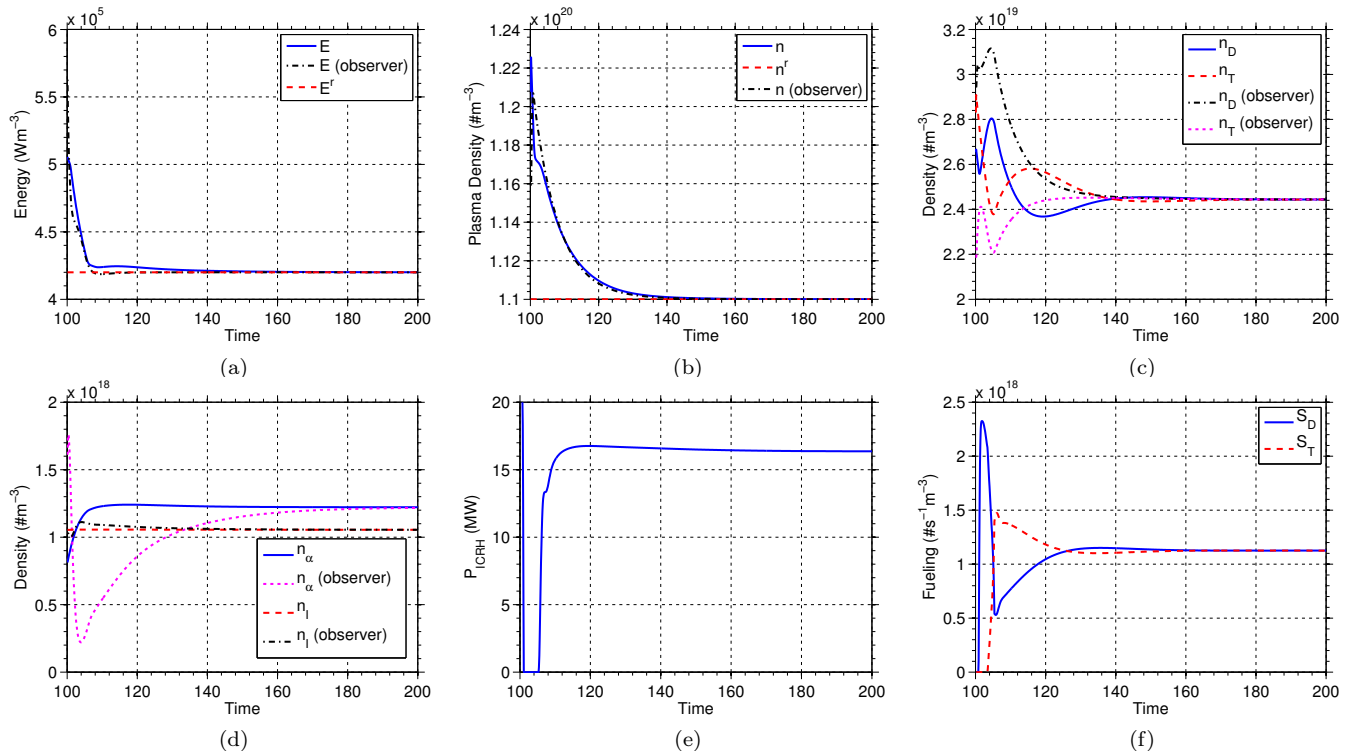 x 10^5
6
5.5
5
4.5
4
Energy (Wm^−3)
100 120 140 160 180 200
Time
E
E (observer)
E^r
(a)
x 10^20
1.24
1.22
1.2
1.18
1.16
1.14
1.12
1.1
Plasma Density (#m^−3)
100 120 140 160 180 200
Time
n
n^r
n (observer)
(b)
x 10^19
3.2
3
2.8
2.6
2.4
2.2
2
Density (#m^−3)
100 120 140 160 180 200
Time
n_D
n_T
n_D (observer)
n_T (observer)
(c)
x 10^18
2
1.5
1
0.5
0
Density (#m^−3)
100 120 140 160 180 200
Time
n_α
n_α (observer)
n_I
n_I (observer)
(d)
20
15
10
5
0
P_ICRH (MW)
100 120 140 160 180 200
Time
(e)
x 10^18
2.5
2
1.5
1
0.5
0
Fueling (#s^−1m^−3)
100 120 140 160 180 200
Time
S_D
S_T
(f)